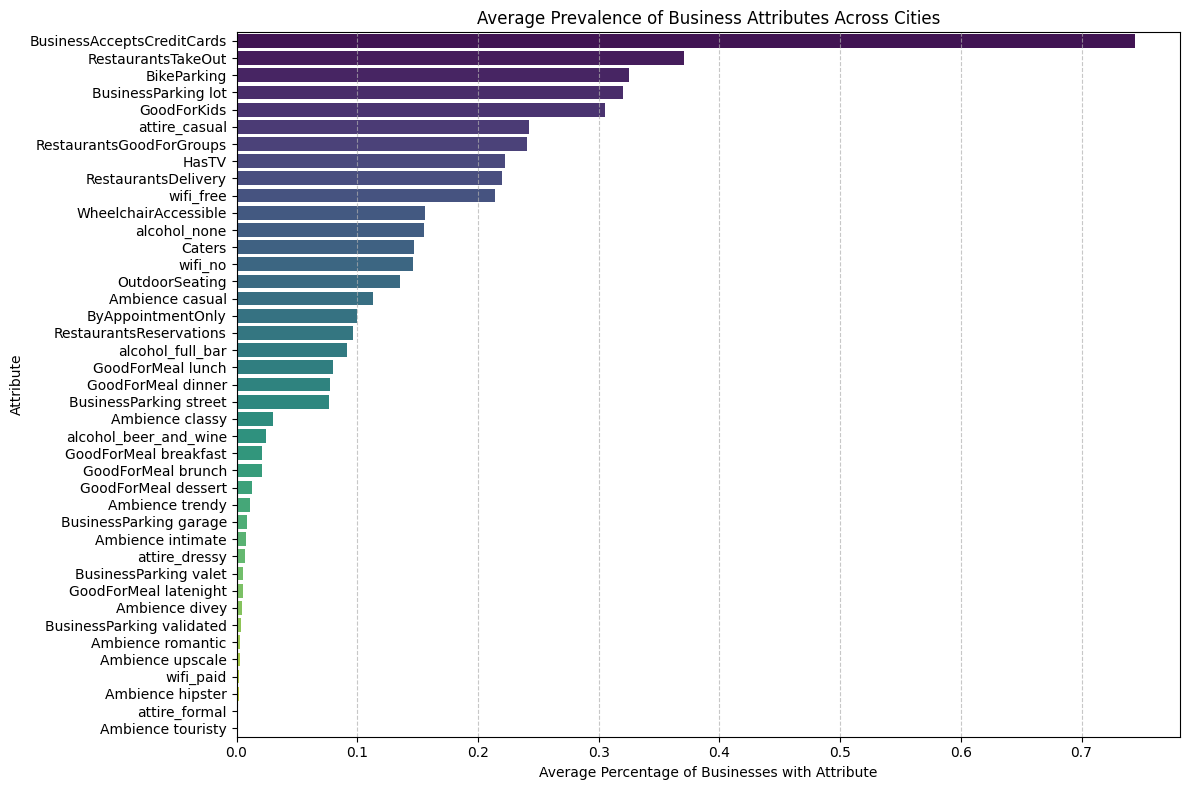 Average Prevalence of Business Attributes Across Cities
BusinessAcceptsCreditCards
RestaurantsTakeOut
BikeParking
BusinessParking lot
GoodForKids
attire_casual
RestaurantsGoodForGroups
HasTV
RestaurantsDelivery
wifi_free
WheelchairAccessible
alcohol_none
Caters
wifi_no
OutdoorSeating
Ambience casual
ByAppointmentOnly
RestaurantsReservations
alcohol_full_bar
GoodForMeal lunch
GoodForMeal dinner
BusinessParking street
Ambience classy
alcohol_beer_and_wine
GoodForMeal breakfast
GoodForMeal brunch
GoodForMeal dessert
Ambience trendy
BusinessParking garage
Ambience intimate
attire_dressy
BusinessParking valet
GoodForMeal latenight
Ambience divey
BusinessParking validated
Ambience romantic
Ambience upscale
wifi_paid
Ambience hipster
attire_formal
Ambience touristy
Attribute
0.0 0.1 0.2 0.3 0.4 0.5 0.6 0.7
Average Percentage of Businesses with Attribute